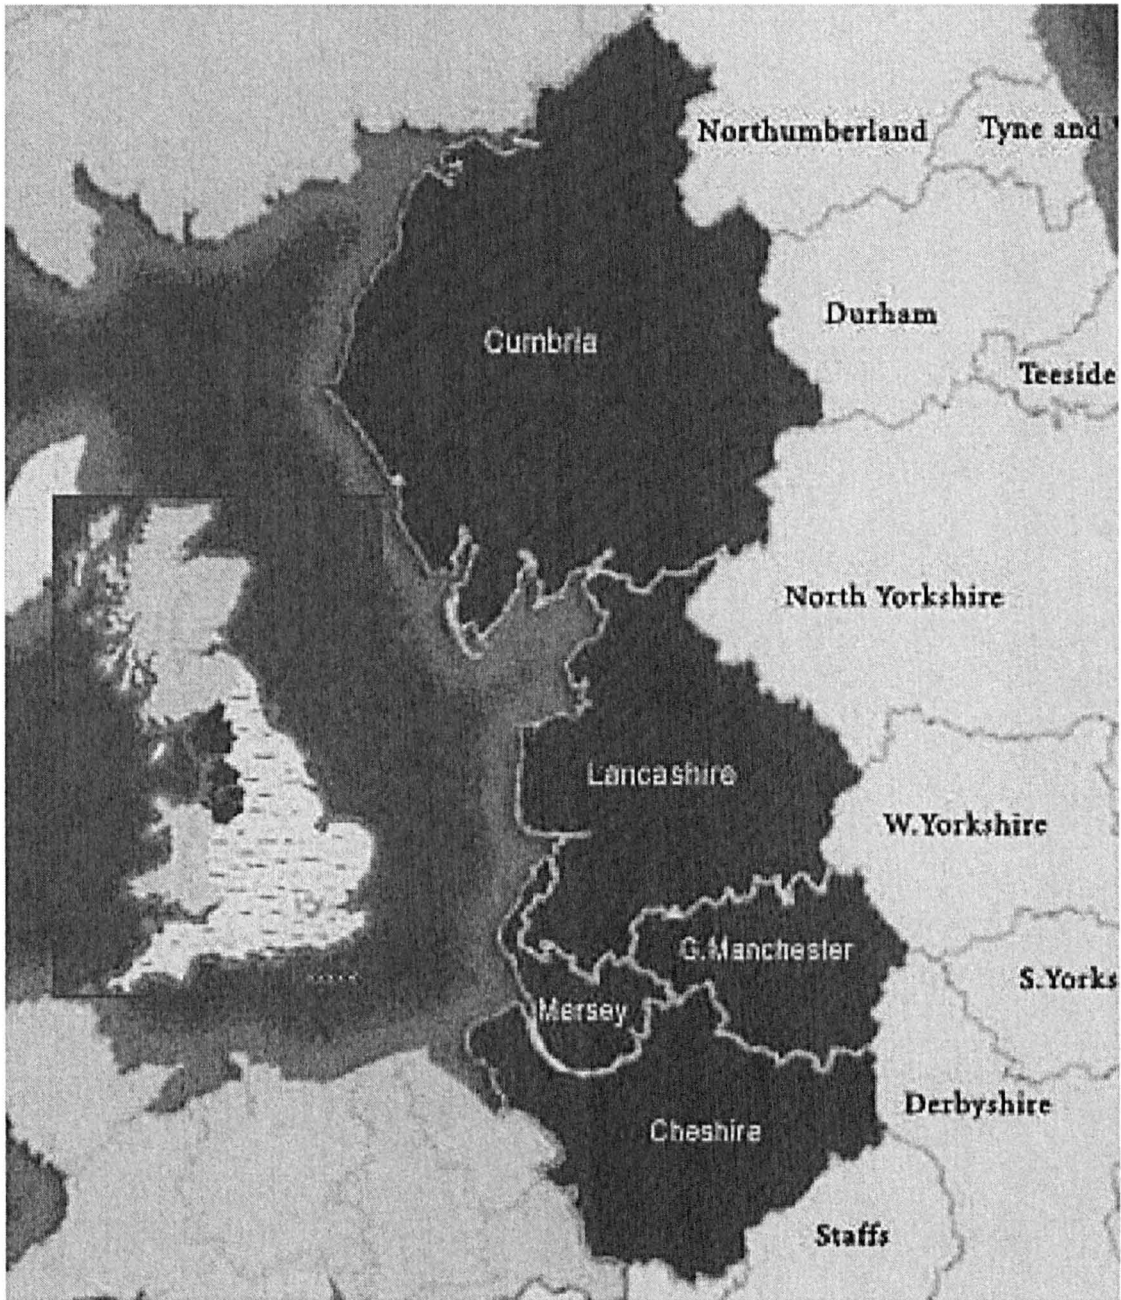 Northumberland
Tyne and
Durham
Cumbria
Teeside
North Yorkshire
Lancashire
W.Yorkshire
G.Manchester
S.Yorks
Mersey
Derbyshire
Cheshire
Staffs